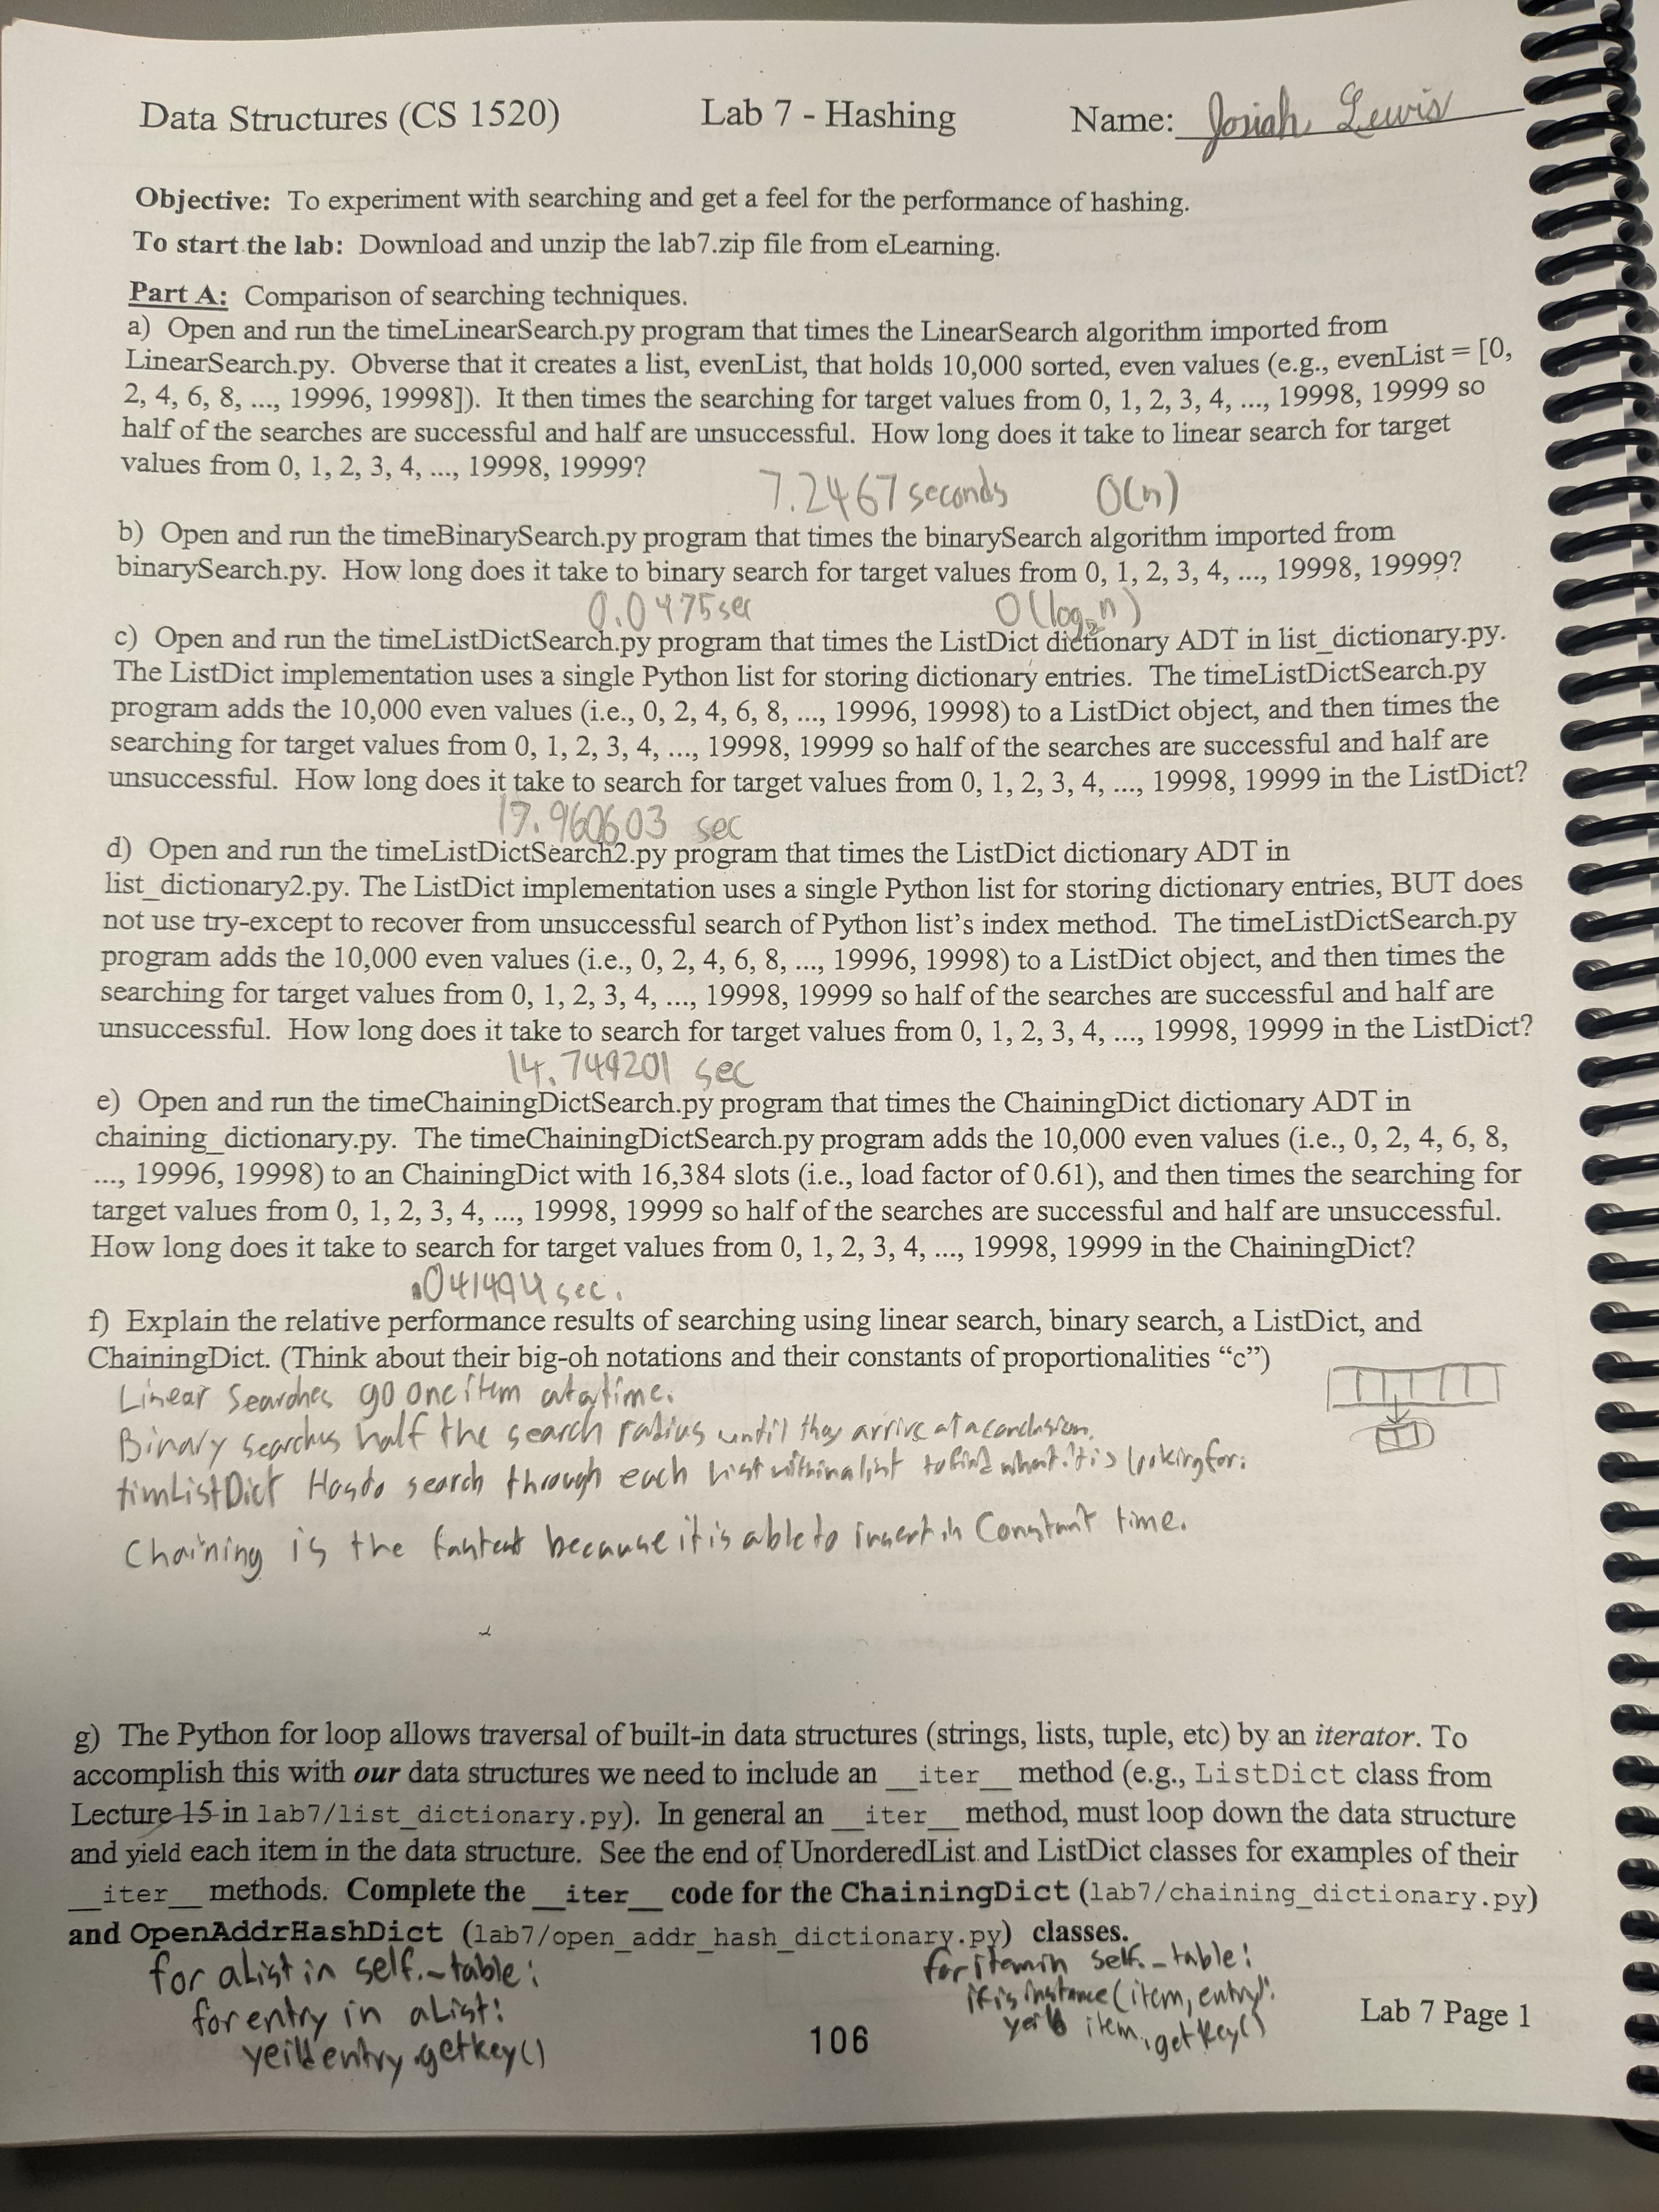 Data Structures (CS 1520) Lab 7 - Hashing Name: Josiah Lewis
Objective: To experiment with searching and get a feel for the performance of hashing.
To start the lab: Download and unzip the lab7.zip file from eLearning.
Part A: Comparison of searching techniques.
a) Open and run the timeLinearSearch.py program that times the LinearSearch algorithm imported from
LinearSearch.py. Obverse that it creates a list, evenList, that holds 10,000 sorted, even values (e.g., evenList = [0,
2, 4, 6, 8, ..., 19996, 19998]). It then times the searching for target values from 0, 1, 2, 3, 4, ..., 19998, 19999 so
half of the searches are successful and half are unsuccessful. How long does it take to linear search for target
values from 0, 1, 2, 3, 4, ..., 19998, 19999?
7.2467 seconds O(n)
b) Open and run the timeBinarySearch.py program that times the binarySearch algorithm imported from
binarySearch.py. How long does it take to binary search for target values from 0, 1, 2, 3, 4, ..., 19998, 19999?
0.0475 sec O(log₂n)
c) Open and run the timeListDictSearch.py program that times the ListDict dictionary ADT in list_dictionary.py.
The ListDict implementation uses a single Python list for storing dictionary entries. The timeListDictSearch.py
program adds the 10,000 even values (i.e., 0, 2, 4, 6, 8, ..., 19996, 19998) to a ListDict object, and then times the
searching for target values from 0, 1, 2, 3, 4, ..., 19998, 19999 so half of the searches are successful and half are
unsuccessful. How long does it take to search for target values from 0, 1, 2, 3, 4, ..., 19998, 19999 in the ListDict?
sec
d) Open and run the timeListDictSearch2.py program that times the ListDict dictionary ADT in
list_dictionary2.py. The ListDict implementation uses a single Python list for storing dictionary entries, BUT does
not use try-except to recover from unsuccessful search of Python list's index method. The timeListDictSearch.py
program adds the 10,000 even values (i.e., 0, 2, 4, 6, 8, ..., 19996, 19998) to a ListDict object, and then times the
searching for target values from 0, 1, 2, 3, 4, ..., 19998, 19999 so half of the searches are successful and half are
unsuccessful. How long does it take to search for target values from 0, 1, 2, 3, 4, ..., 19998, 19999 in the ListDict?
14.749201 sec
e) Open and run the timeChainingDictSearch.py program that times the ChainingDict dictionary ADT in
chaining_dictionary.py. The timeChainingDictSearch.py program adds the 10,000 even values (i.e., 0, 2, 4, 6, 8,
..., 19996, 19998) to an ChainingDict with 16,384 slots (i.e., load factor of 0.61), and then times the searching for
target values from 0, 1, 2, 3, 4, ..., 19998, 19999 so half of the searches are successful and half are unsuccessful.
How long does it take to search for target values from 0, 1, 2, 3, 4, ..., 19998, 19999 in the ChainingDict?
.041494 sec.
f) Explain the relative performance results of searching using linear search, binary search, a ListDict, and
ChainingDict. (Think about their big-oh notations and their constants of proportionalities "c")
Linear Searches go one item at a time.
Binary searches half the search radius until they arrive at a conclusion.
timListDict Has to search through each list within a list to find what it is looking for.
Chaining is the fastest because it is able to insert in Constant time.
g) The Python for loop allows traversal of built-in data structures (strings, lists, tuple, etc) by an iterator. To
accomplish this with our data structures we need to include an __iter__ method (e.g., ListDict class from
Lecture 15 in lab7/list_dictionary.py). In general an __iter__ method, must loop down the data structure
and yield each item in the data structure. See the end of UnorderedList and ListDict classes for examples of their
__iter__ methods. Complete the __iter__ code for the ChainingDict (lab7/chaining_dictionary.py)
and OpenAddrHashDict (lab7/open_addr_hash_dictionary.py) classes.
for aList in self._table:
for entry in aList:
yeild entry.getkey()
for item in self._table:
if isinstance(item, entry):
yeild item.getKey()
106
Lab 7 Page 1